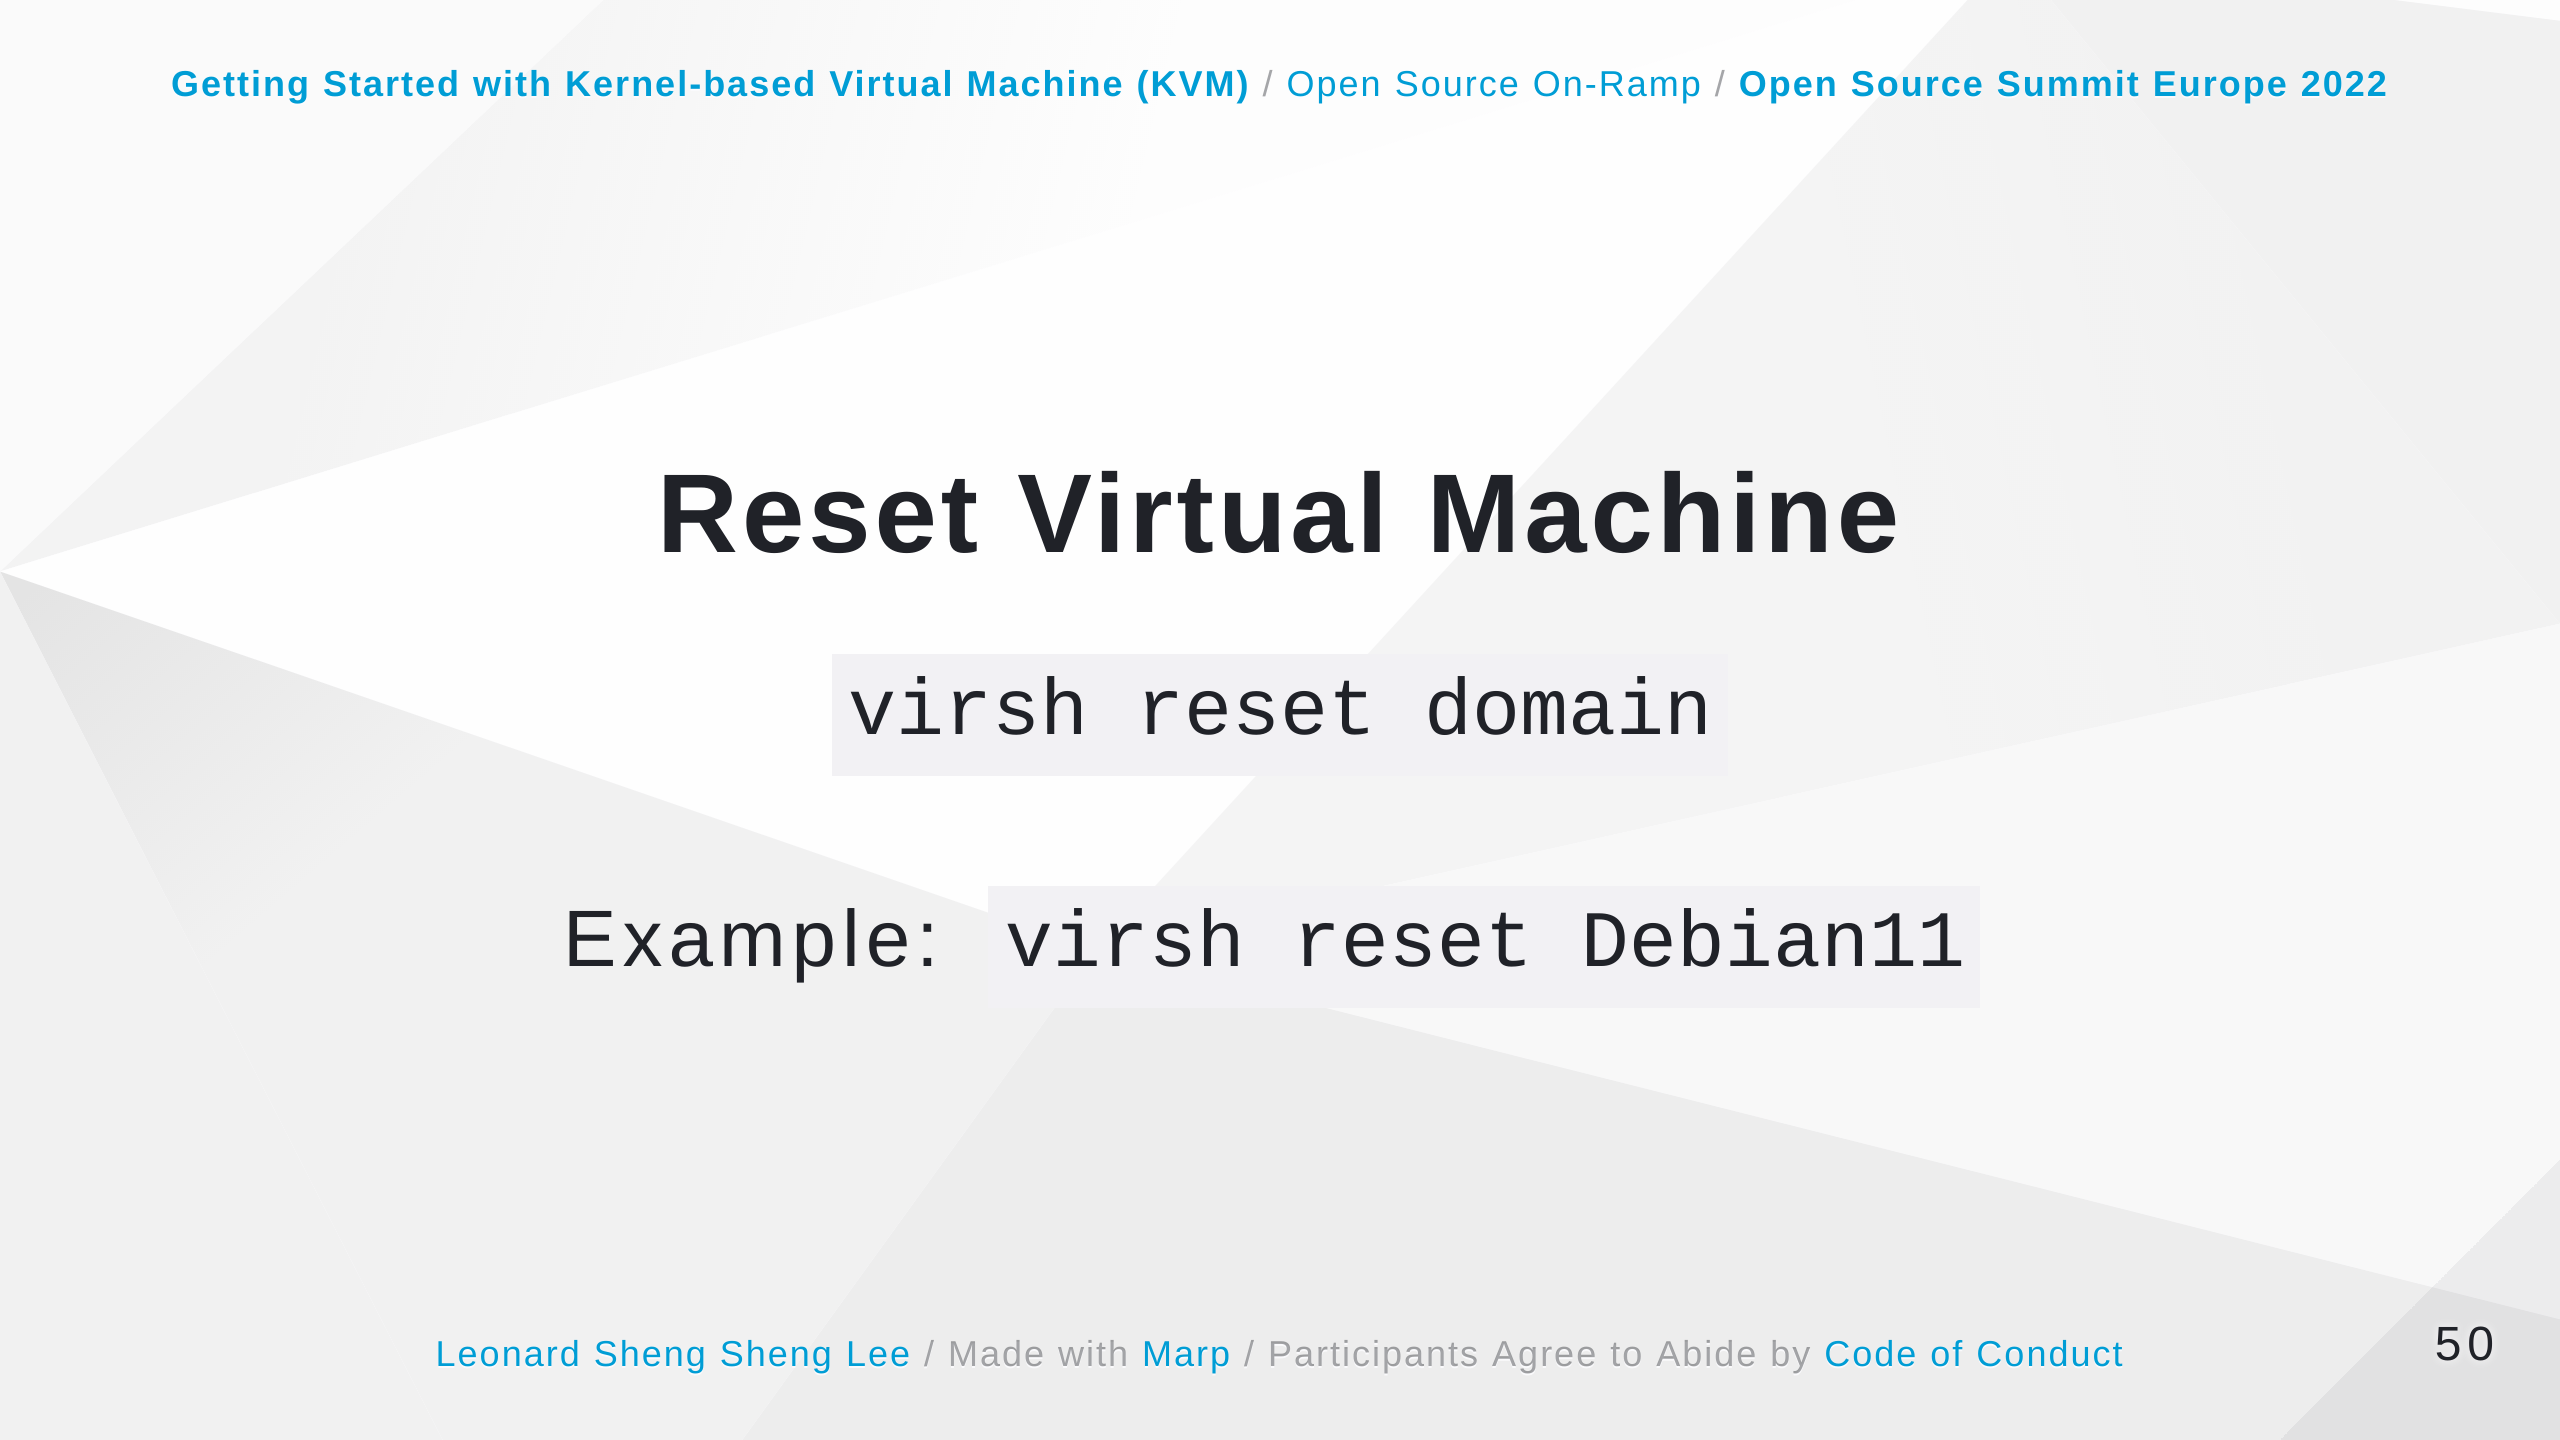 Getting Started with Kernel-based Virtual Machine (KVM) / Open Source On-Ramp / Open Source Summit Europe 2022
Reset Virtual Machine
virsh reset domain
Example: virsh reset Debian11
Leonard Sheng Sheng Lee / Made with Marp / Participants Agree to Abide by Code of Conduct
50